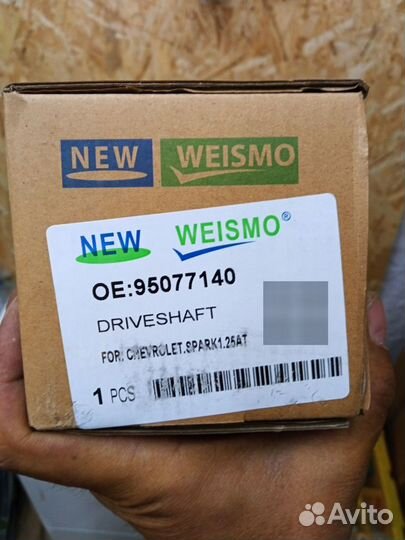 NEW WEISMO
NEW WEISMO®
OE:95077140
DRIVESHAFT
FOR: CHEVROLET.SPARK1.25AT
1 PCS
Avito